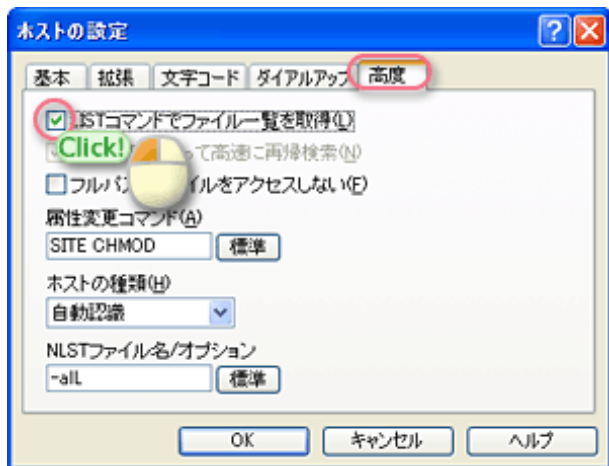 ホストの設定
基本 拡張 文字コード ダイアルアップ 高度
LISTコマンドでファイル一覧を取得(L)
Click!
って高速に再帰検索(N)
フルパス イルをアクセスしない(F)
属性変更コマンド(A)
SITE CHMOD 標準
ホストの種類(H)
自動認識
NLSTファイル名/オプション
-alL 標準
OK キャンセル ヘルプ